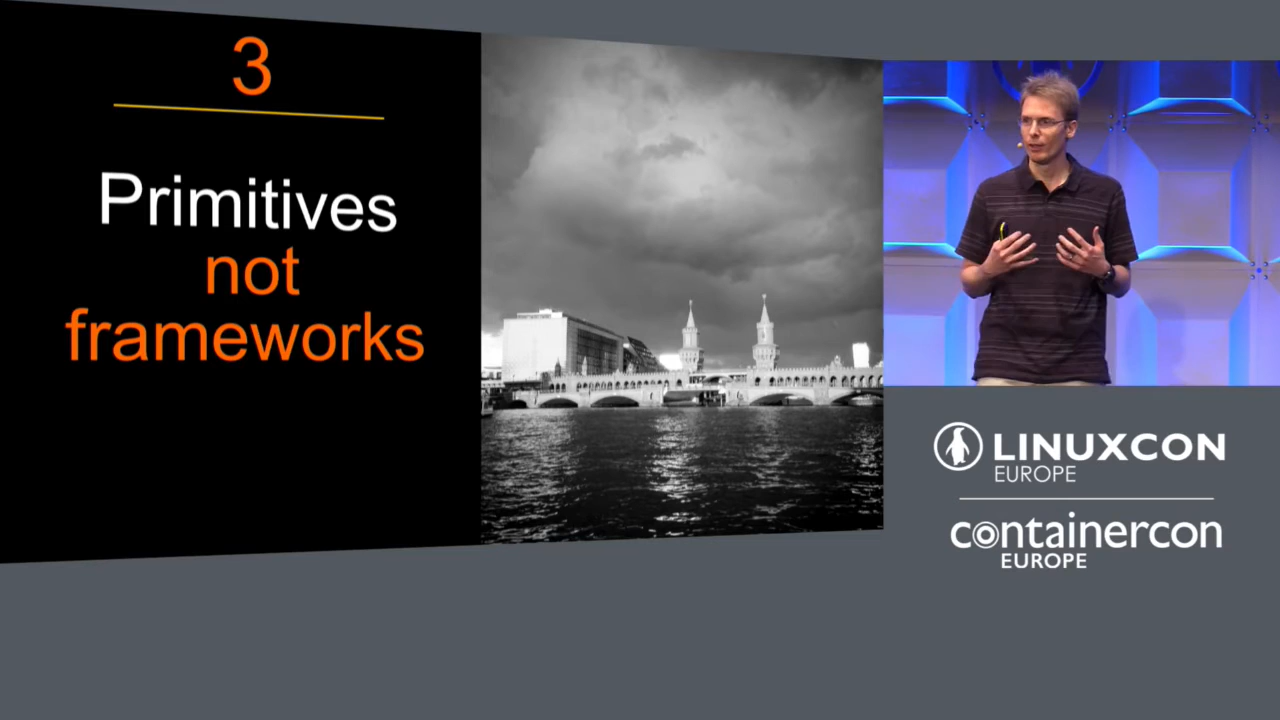 3
Primitives
not
frameworks
LINUXCON
EUROPE
containercon
EUROPE